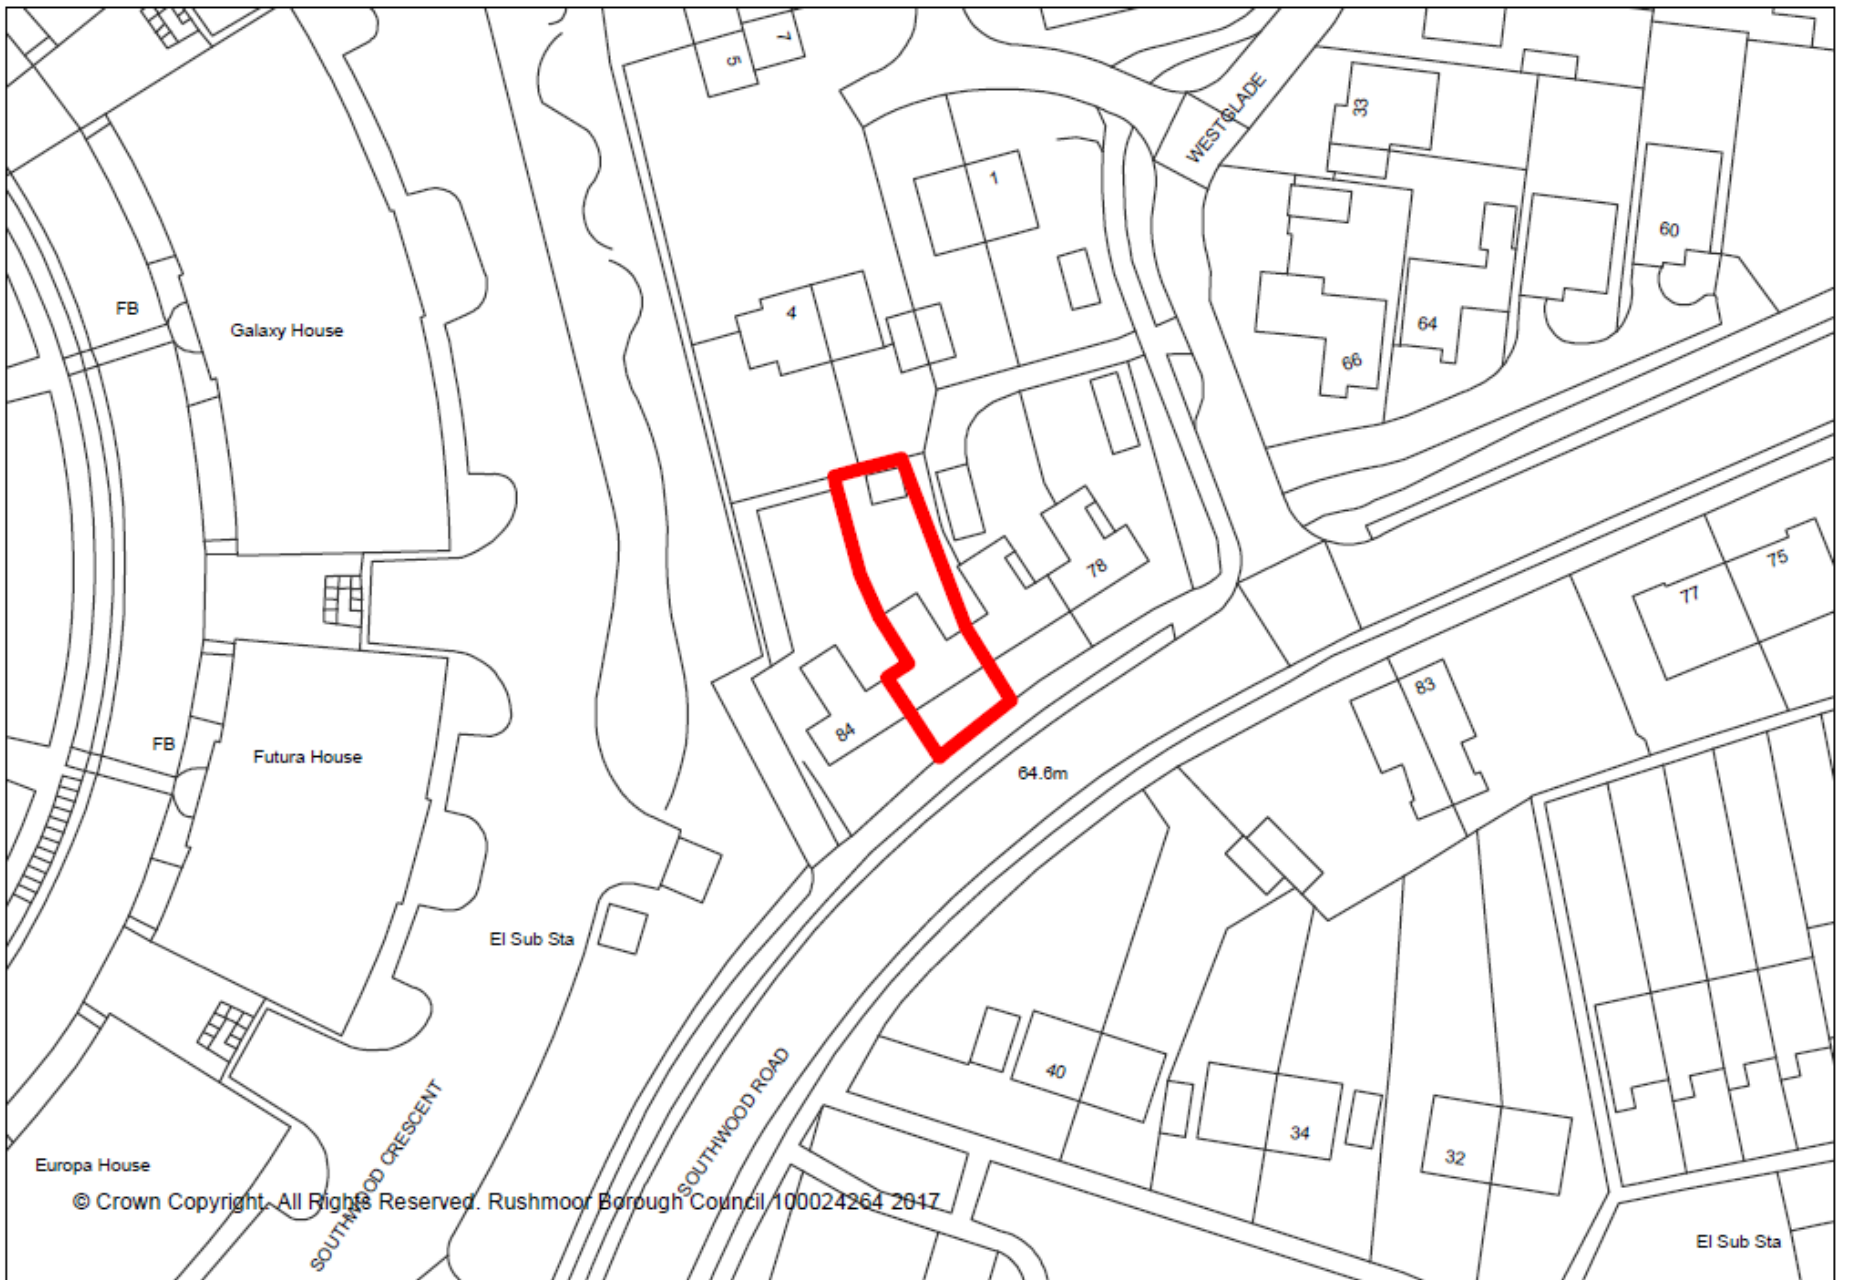 7
5
WESTGLADE
33
1
60
FB
Galaxy House
4
64
66
78
75
77
83
84
FB
Futura House
64.6m
El Sub Sta
40
34
32
SOUTHWOOD ROAD
SOUTHWOOD CRESCENT
Europa House
© Crown Copyright. All Rights Reserved. Rushmoor Borough Council 100024264 2017
El Sub Sta